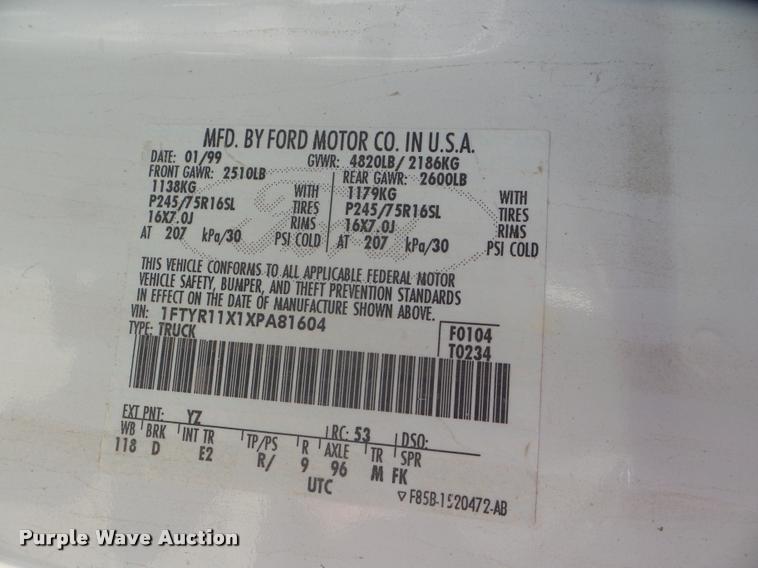 MFD. BY FORD MOTOR CO. IN U.S.A.
DATE: 01/99 GVWR: 4820LB/ 2186KG
FRONT GAWR: 2510LB REAR GAWR: 2600LB
1138KG WITH 1179KG WITH
P245/75R16SL TIRES P245/75R16SL TIRES
16X7.0J RIMS 16X7.0J RIMS
AT 207 kPa/30 PSI COLD AT 207 kPa/30 PSI COLD
THIS VEHICLE CONFORMS TO ALL APPLICABLE FEDERAL MOTOR
VEHICLE SAFETY, BUMPER, AND THEFT PREVENTION STANDARDS
IN EFFECT ON THE DATE OF MANUFACTURE SHOWN ABOVE.
VIN: 1FTYR11X1XPA81604 F0104
TYPE: TRUCK T0234
EXT PNT: YZ RC: 53 DSO:
WB BRK INT TR TP/PS R AXLE TR SPR
118 D E2 R/ 9 96 M FK
UTC
F85B-1520472-AB
Purple Wave Auction